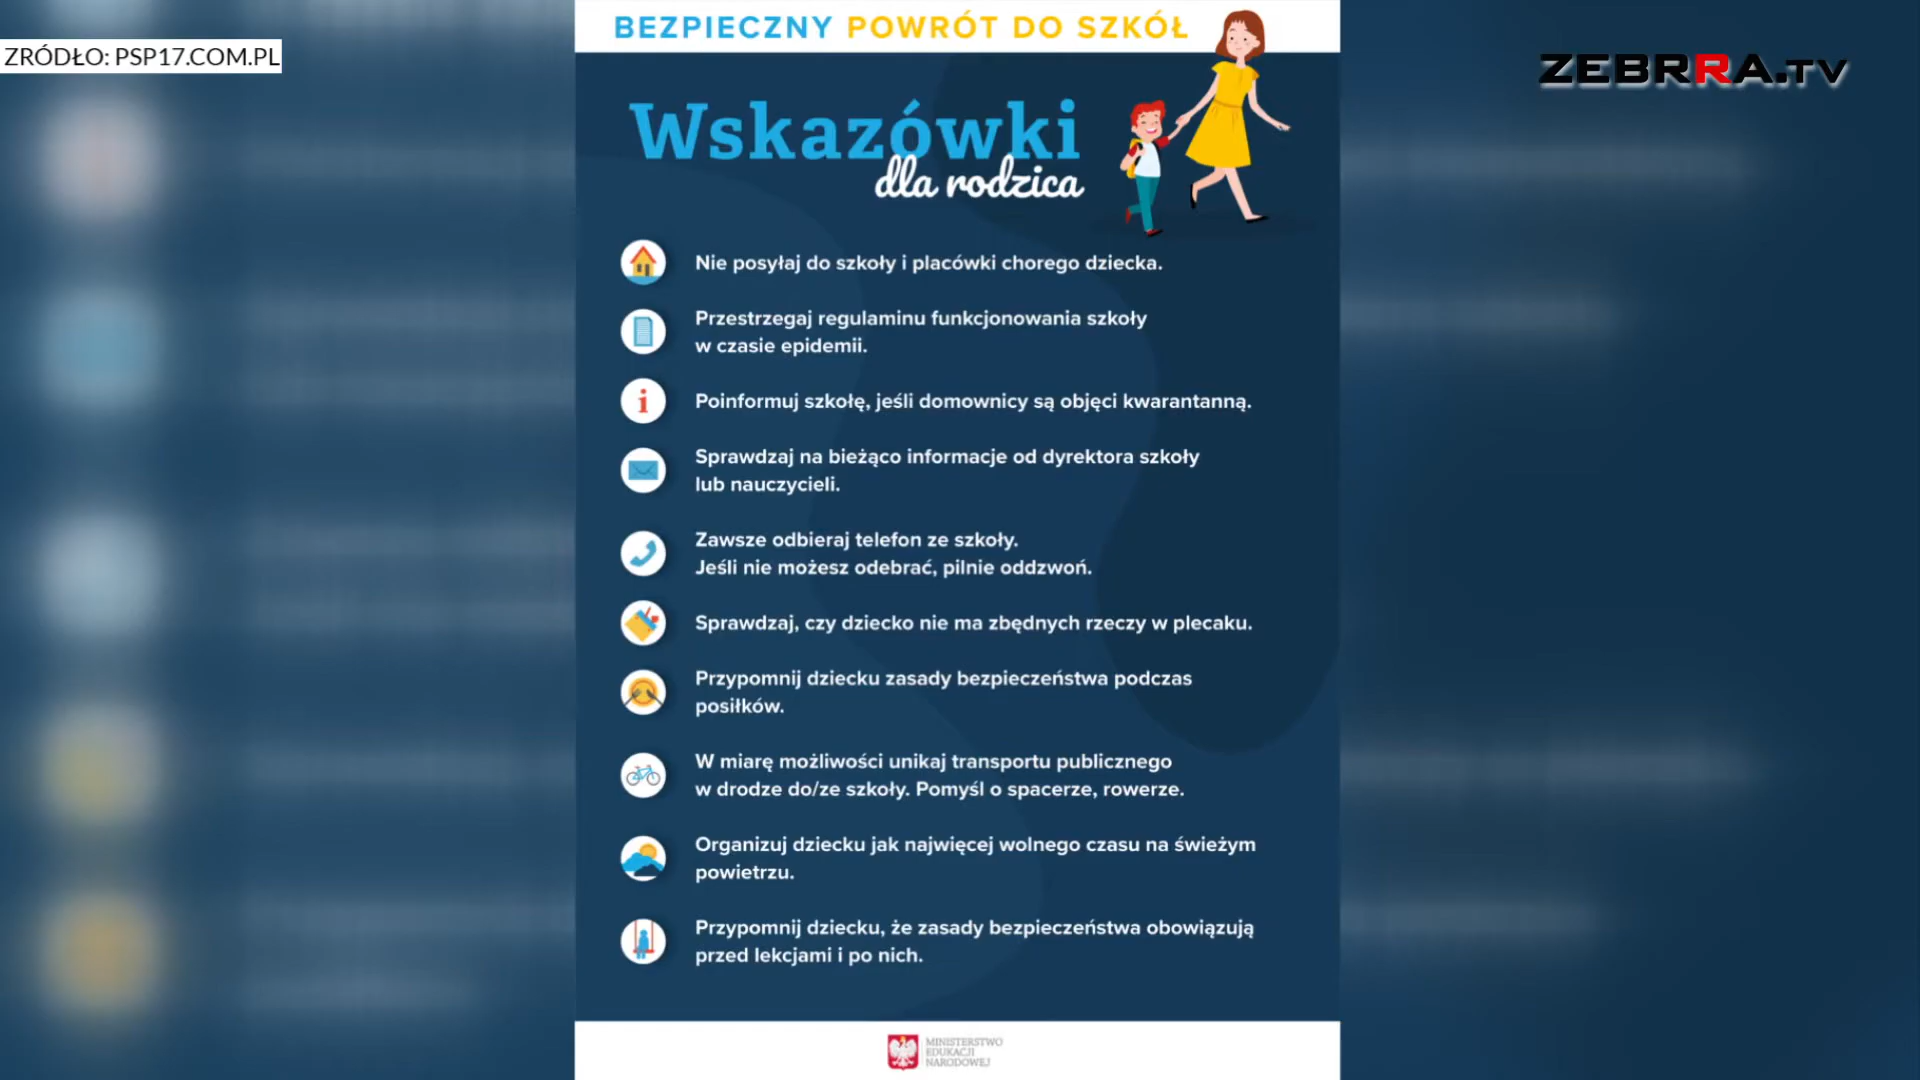 BEZPIECZNY POWRÓT DO SZKÓŁ
ZRÓDŁO: PSP17.COM.PL
ZEBRRA.TV
Wskazówki
dla rodzica
Nie posyłaj do szkoły i placówki chorego dziecka.
Przestrzegaj regulaminu funkcjonowania szkoły
w czasie epidemii.
i
Poinformuj szkołę, jeśli domownicy są objęci kwarantanną.
Sprawdzaj na bieżąco informacje od dyrektora szkoły
lub nauczycieli.
Zawsze odbieraj telefon ze szkoły.
Jeśli nie możesz odebrać, pilnie oddzwoń.
Sprawdzaj, czy dziecko nie ma zbędnych rzeczy w plecaku.
Przypomnij dziecku zasady bezpieczeństwa podczas
posiłków.
W miarę możliwości unikaj transportu publicznego
w drodze do/ze szkoły. Pomyśl o spacerze, rowerze.
Organizuj dziecku jak najwięcej wolnego czasu na świeżym
powietrzu.
Przypomnij dziecku, że zasady bezpieczeństwa obowiązują
przed lekcjami i po nich.
MINISTERSTWO
EDUKACJI
NARODOWEJ